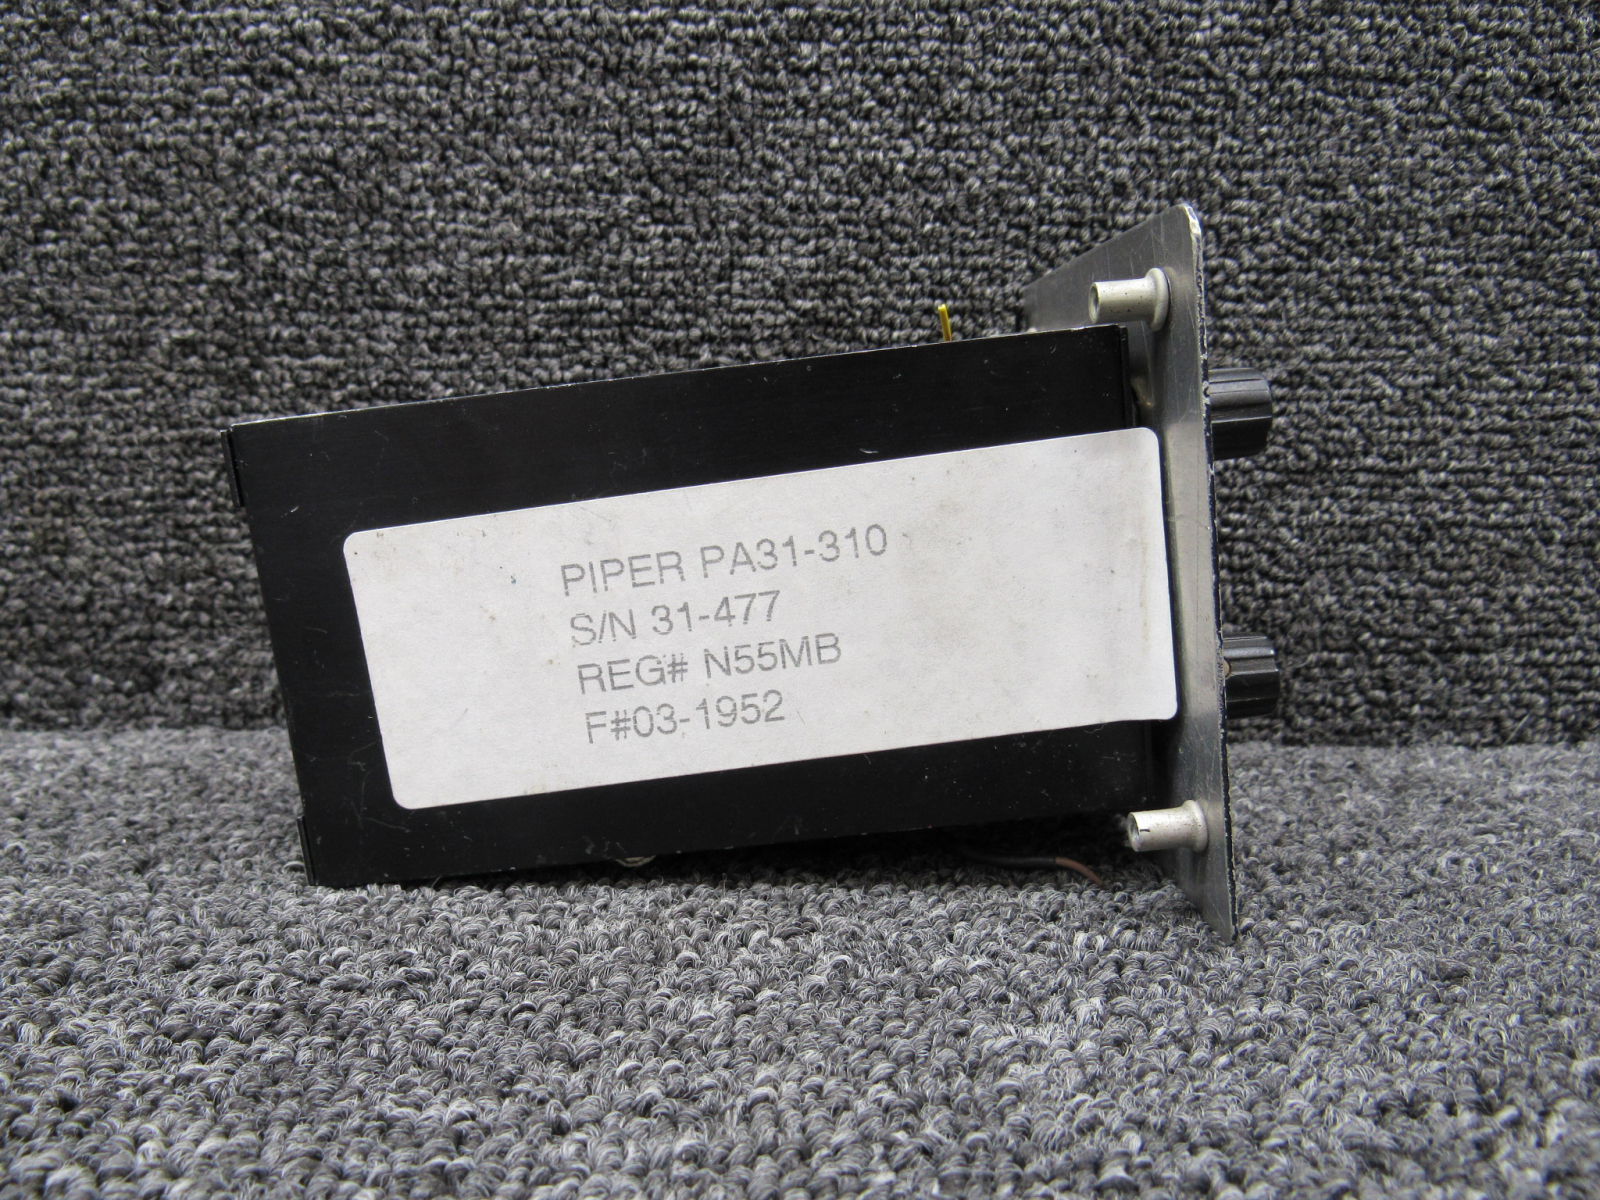 PIPER PA31-310
S/N 31-477
REG# N55MB
F#03-1952